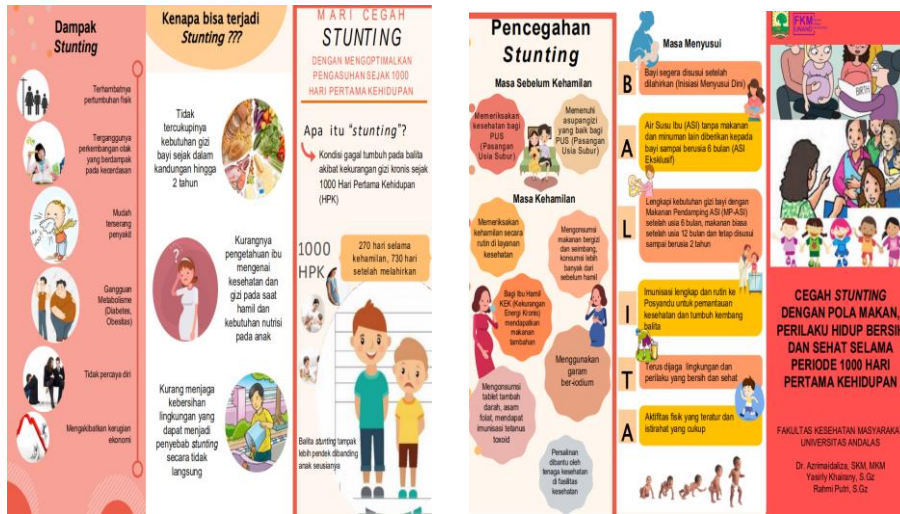 Dampak
Stunting
Terhambatnya
pertumbuhan fisik
Terganggunya
perkembangan otak
yang berdampak
pada kecerdasan
Mudah
terserang
penyakit
Gangguan
Metabolisme
(Diabetes,
Obesitas)
Tidak percaya diri
Mengakibatkan kerugian
ekonomi
Kenapa bisa terjadi
Stunting ???
Tidak
tercukupinya
kebutuhan gizi
bayi sejak dalam
kandungan hingga
2 tahun
Kurangnya
pengetahuan ibu
mengenai
kesehatan dan
gizi pada saat
hamil dan
kebutuhan nutrisi
pada anak
Kurang menjaga
kebersihan
lingkungan yang
dapat menjadi
penyebab stunting
secara tidak
langsung
MARI CEGAH
STUNTING
DENGAN MENGOPTIMALKAN
PENGASUHAN SEJAK 1000
HARI PERTAMA KEHIDUPAN
Apa itu "stunting"?
Kondisi gagal tumbuh pada balita
akibat kekurangan gizi kronis sejak
1000 Hari Pertama Kehidupan
(HPK)
1000
HPK
270 hari selama
kehamilan, 730 hari
setelah melahirkan
Balita stunting tampak
lebih pendek dibanding
anak seusianya
Pencegahan
Stunting
Masa Sebelum Kehamilan
Memeriksakan
kesehatan bagi
PUS (Pasangan
Usia Subur)
Memenuhi
asupangizi
yang baik bagi
PUS (Pasangan
Usia Subur)
Masa Kehamilan
Memeriksakan
kehamilan secara
rutin di layanan
kesehatan
Mengonsumsi
makanan bergizi
dan seimbang,
konsumsi lebih
banyak dari
sebelum hamil
Bagi Ibu Hamil
KEK (Kekurangan
Energi Kronis)
mendapatkan
makanan
tambahan
Menggunakan
garam
ber-iodium
Mengonsumsi
tablet tambah
darah, asam
folat, mendapat
imunisasi tetanus
toxoid
Persalinan
dibantu oleh
tenaga kesehatan
di fasilitas
kesehatan
Masa Menyusui
B
Bayi segera disusui setelah
dilahirkan (Inisiasi Menyusui Dini)
A
Air Susu Ibu (ASI) tanpa makanan
dan minuman lain diberikan kepada
bayi sampai berusia 6 bulan (ASI
Eksklusif)
L
Lengkapi kebutuhan gizi bayi dengan
Makanan Pendamping ASI (MP-ASI)
setelah usia 6 bulan, makanan biasa
setelah usia 12 bulan dan tetap disusui
sampai berusia 2 tahun
I
Imunisasi lengkap dan rutin ke
Posyandu untuk pemantauan
kesehatan dan tumbuh kembang
balita
T
Terus dijaga lingkungan dan
perilaku yang bersih dan sehat
A
Aktifitas fisik yang teratur dan
istirahat yang cukup
FKM
UNAND
BIRTH
CEGAH STUNTING
DENGAN POLA MAKAN,
PERILAKU HIDUP BERSIH
DAN SEHAT SELAMA
PERIODE 1000 HARI
PERTAMA KEHIDUPAN
FAKULTAS KESEHATAN MASYARAKA
UNIVERSITAS ANDALAS
Dr. Azrimaidaliza, SKM, MKM
Yasirly Khairany, S.Gz
Rahmi Putri, S.Gz